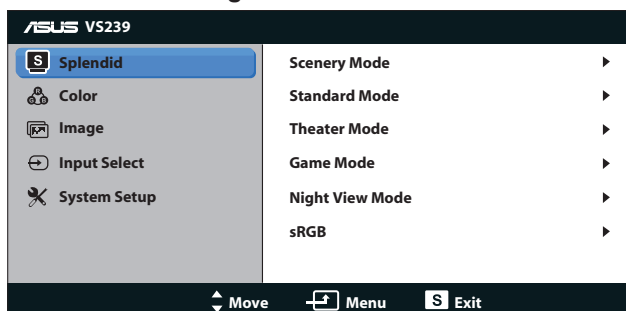 ASUS VS239
S Splendid
Color
Image
Input Select
System Setup
Scenery Mode
Standard Mode
Theater Mode
Game Mode
Night View Mode
sRGB
Move Menu S Exit